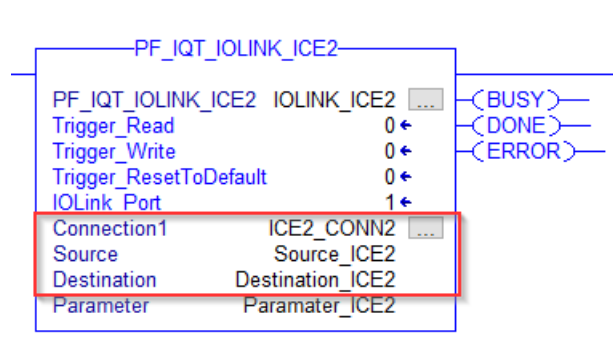 PF_IQT_IOLINK_ICE2
PF_IQT_IOLINK_ICE2 IOLINK_ICE2 ... BUSY
Trigger_Read 0 DONE
Trigger_Write 0 ERROR
Trigger_ResetToDefault 0
IOLink_Port 1
Connection1 ICE2_CONN2 ...
Source Source_ICE2
Destination Destination_ICE2
Parameter Paramater_ICE2